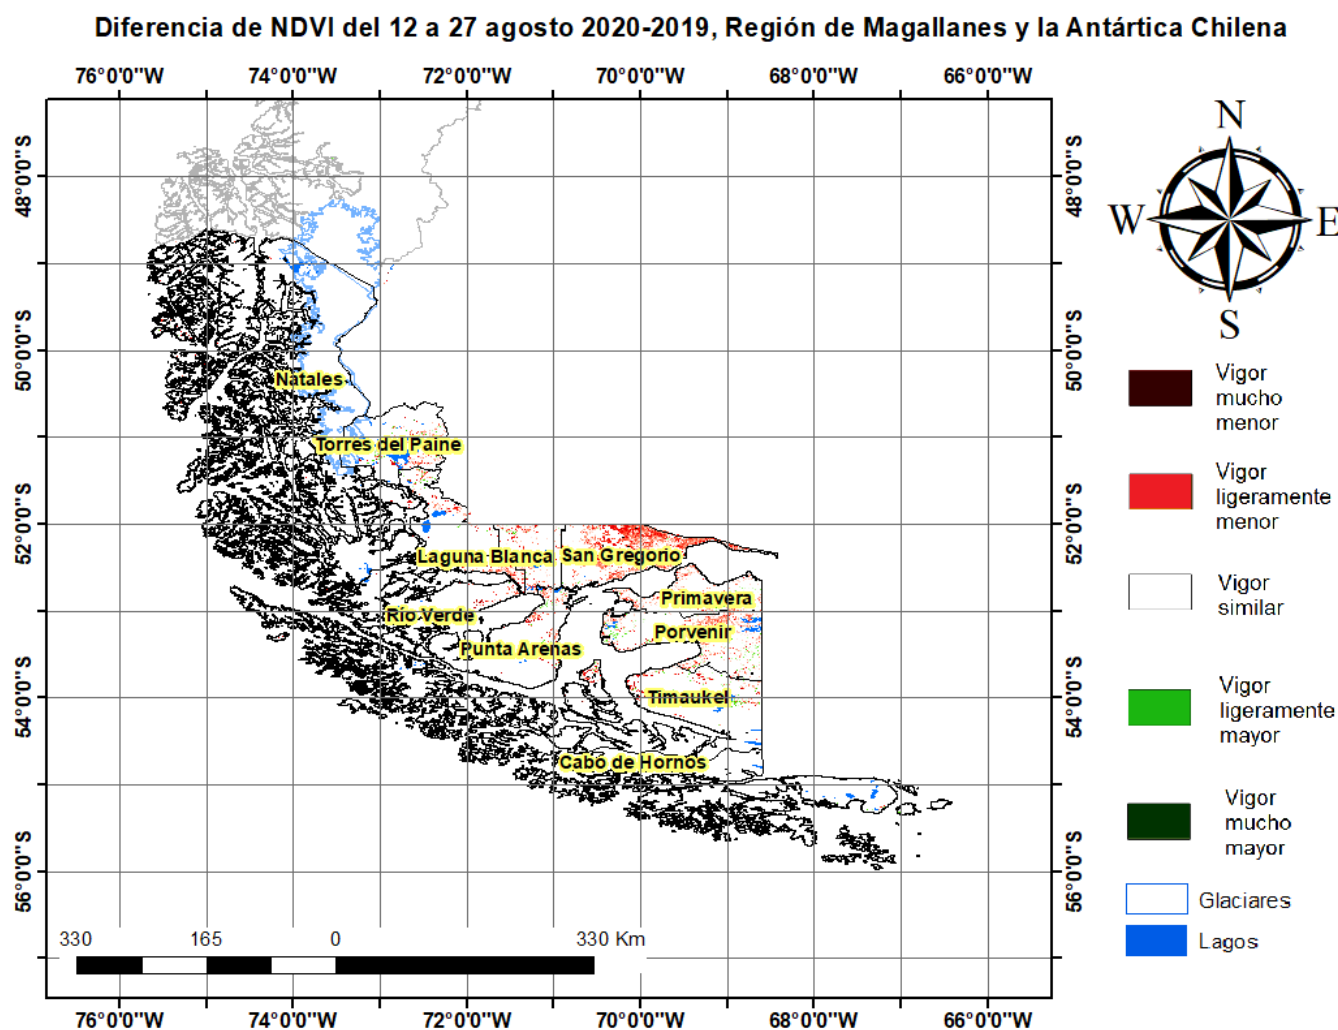 Diferencia de NDVI del 12 a 27 agosto 2020-2019, Región de Magallanes y la Antártica Chilena
76°0'0"W 74°0'0"W 72°0'0"W 70°0'0"W 68°0'0"W 66°0'0"W
48°0'0"S 48°0'0"S
50°0'0"S 50°0'0"S
52°0'0"S 52°0'0"S
54°0'0"S 54°0'0"S
56°0'0"S 56°0'0"S
Natales
Torres del Paine
Laguna Blanca San Gregorio
Primavera
Río Verde
Porvenir
Punta Arenas
Timaukel
Cabo de Hornos
330 165 0 330 Km
76°0'0"W 74°0'0"W 72°0'0"W 70°0'0"W 68°0'0"W 66°0'0"W
N
W E
S
Vigor
mucho
menor
Vigor
ligeramente
menor
Vigor
similar
Vigor
ligeramente
mayor
Vigor
mucho
mayor
Glaciares
Lagos